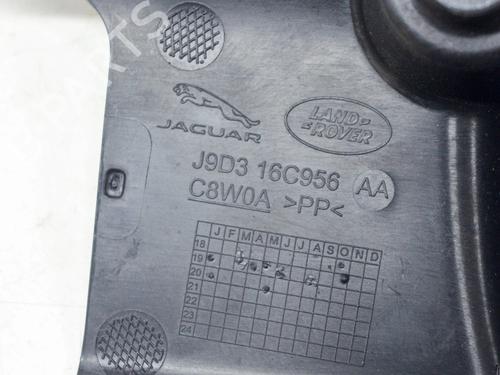 JAGUAR
LAND-
ROVER
J9D3 16C956 AA
C8W0A >PP<
J F M A M J J A S O N D
18
19
20
21
22
23
24